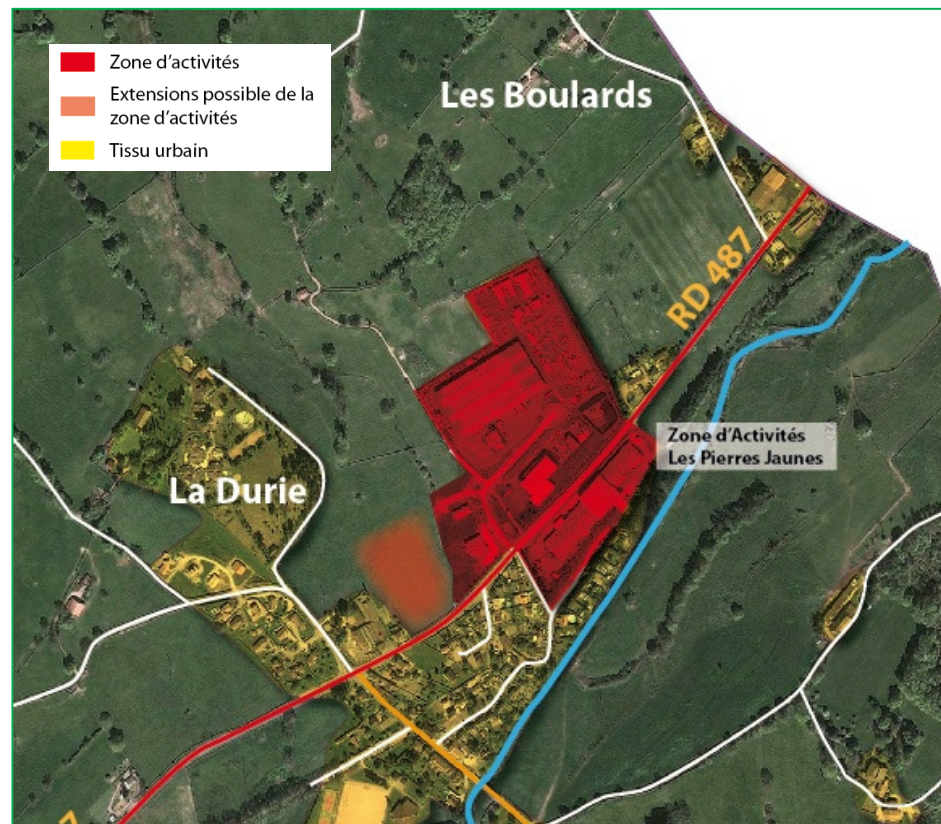 Zone d'activités
Extensions possible de la
zone d'activités
Tissu urbain
Les Boulards
RD 487
Zone d'Activités
Les Pierres Jaunes
La Durie
7